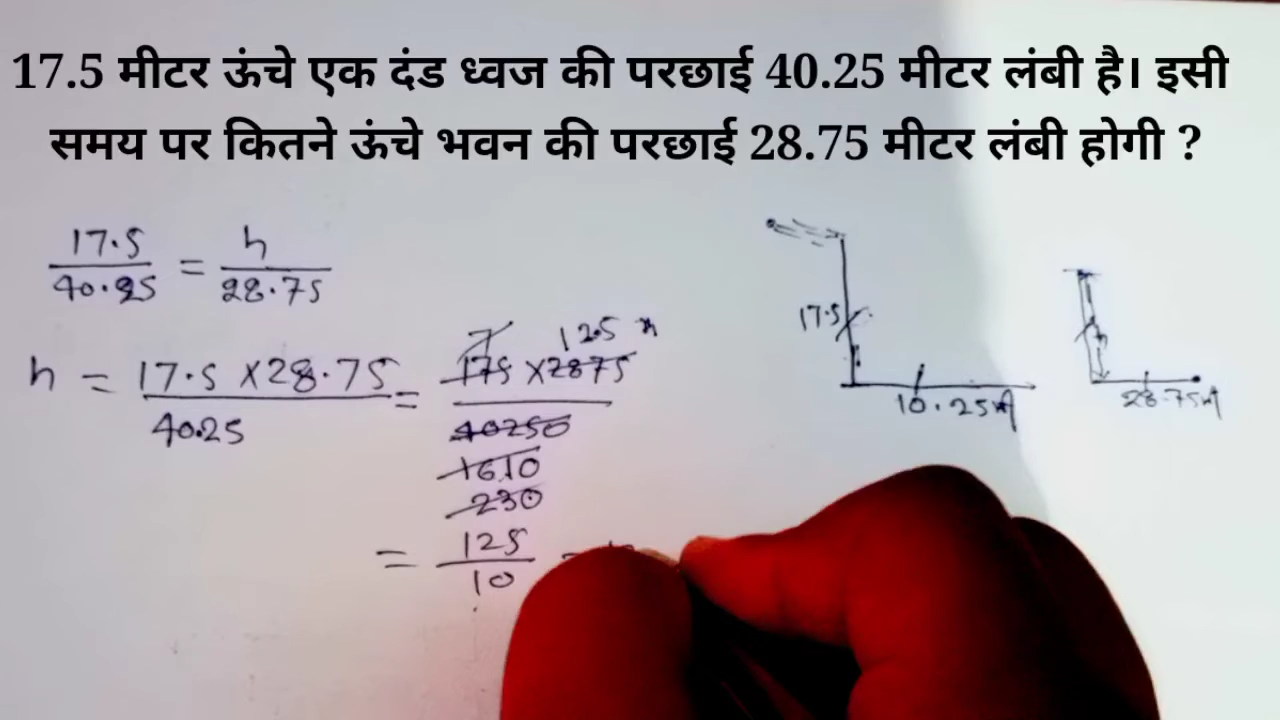 17.5 मीटर ऊंचे एक दंड ध्वज की परछाई 40.25 मीटर लंबी है। इसी
समय पर कितने ऊंचे भवन की परछाई 28.75 मीटर लंबी होगी ?
17.5 / 40.25 = h / 28.75
h = 17.5 × 28.75 / 40.25 = 175 × 2875 / 40250
7
125
1610
230
= 125 / 10
17.5
10.25
28.75